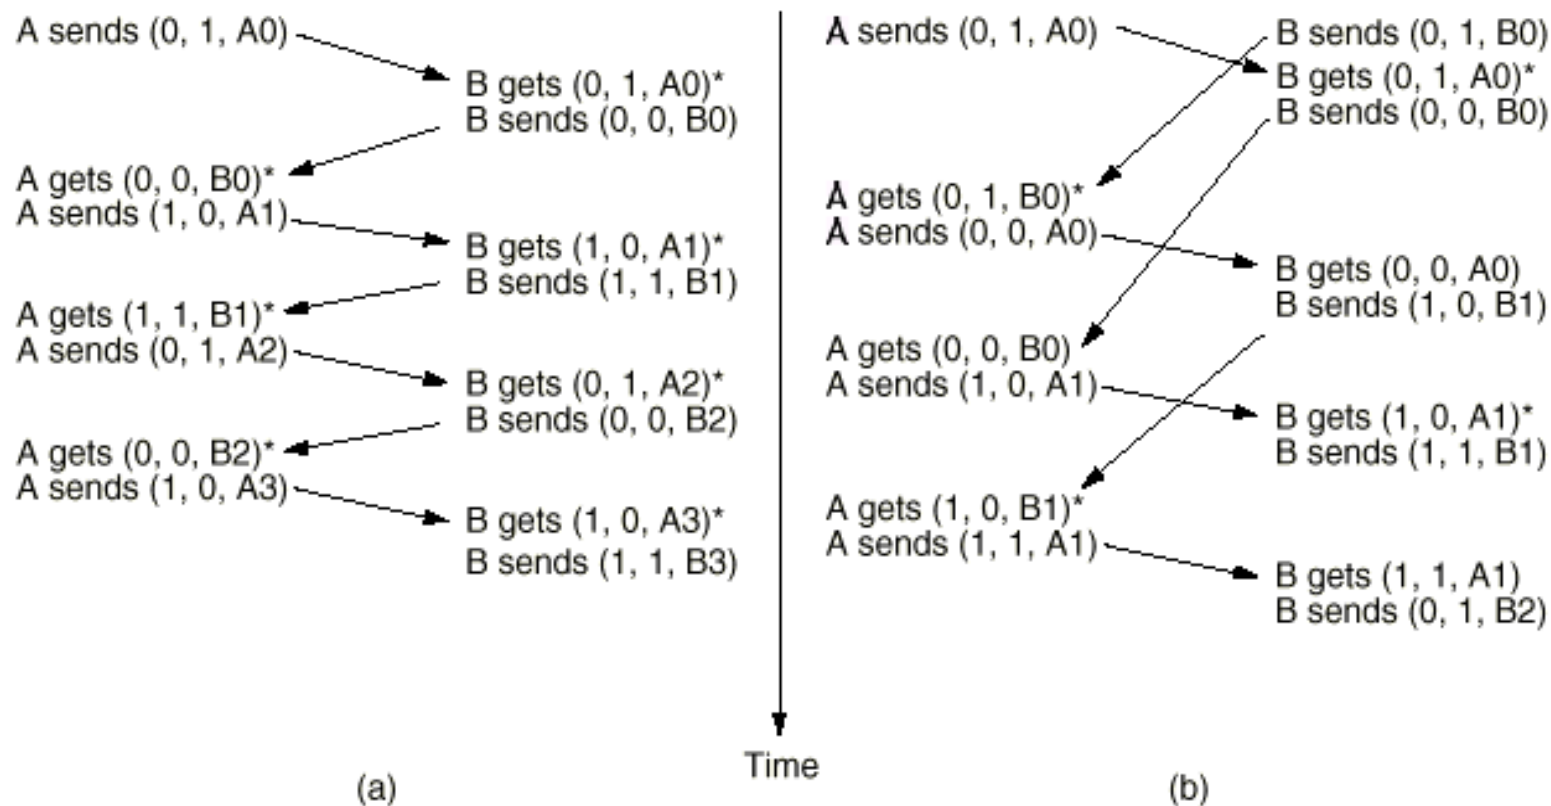 A sends (0, 1, A0)
B gets (0, 1, A0)*
B sends (0, 0, B0)
A gets (0, 0, B0)*
A sends (1, 0, A1)
B gets (1, 0, A1)*
B sends (1, 1, B1)
A gets (1, 1, B1)*
A sends (0, 1, A2)
B gets (0, 1, A2)*
B sends (0, 0, B2)
A gets (0, 0, B2)*
A sends (1, 0, A3)
B gets (1, 0, A3)*
B sends (1, 1, B3)
(a)
Time
A sends (0, 1, A0)
B sends (0, 1, B0)
B gets (0, 1, A0)*
B sends (0, 0, B0)
A gets (0, 1, B0)*
A sends (0, 0, A0)
B gets (0, 0, A0)
B sends (1, 0, B1)
A gets (0, 0, B0)
A sends (1, 0, A1)
B gets (1, 0, A1)*
B sends (1, 1, B1)
A gets (1, 0, B1)*
A sends (1, 1, A1)
B gets (1, 1, A1)
B sends (0, 1, B2)
(b)